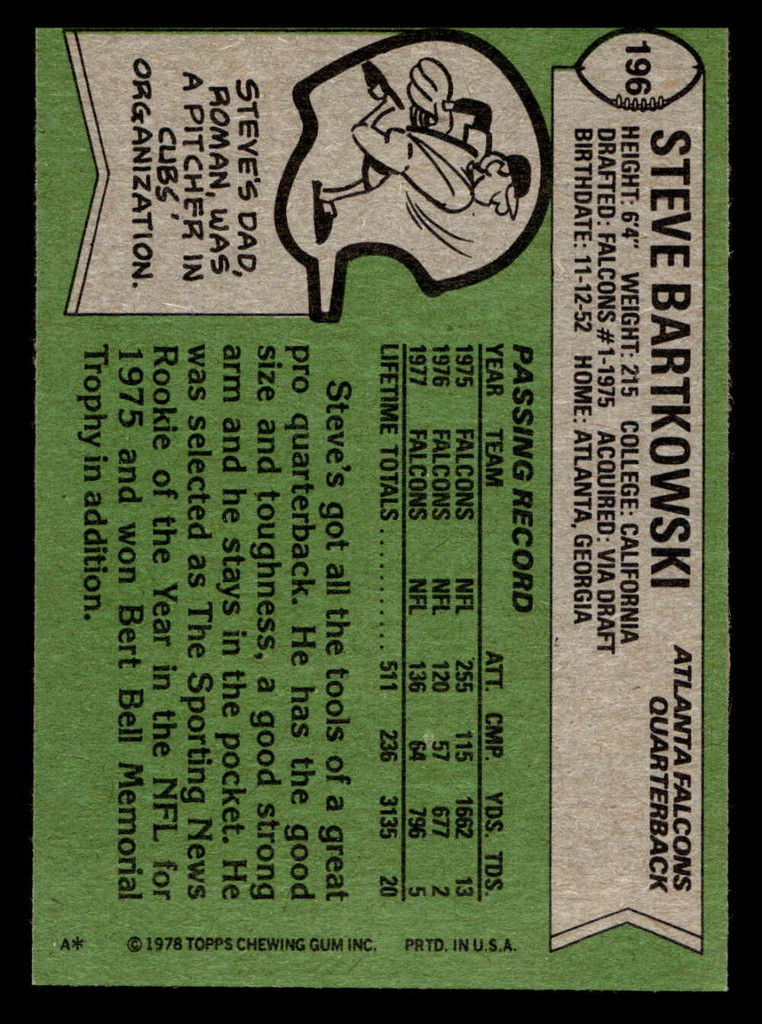 196
STEVE BARTKOWSKI
ATLANTA FALCONS
QUARTERBACK
HEIGHT: 6'4" WEIGHT: 215 COLLEGE: CALIFORNIA
DRAFTED: FALCONS #1-1975 ACQUIRED: VIA DRAFT
BIRTHDATE: 11-12-52 HOME: ATLANTA, GEORGIA
STEVE'S DAD,
ROMAN, WAS
A PITCHER IN
CUBS'
ORGANIZATION.
PASSING RECORD
YEAR TEAM ATT. CMP. YDS. TDS.
1975 FALCONS NFL 255 115 1662 13
1976 FALCONS NFL 120 57 677 2
1977 FALCONS NFL 136 64 796 5
LIFETIME TOTALS........... 511 236 3135 20
Steve's got all the tools of a great
pro quarterback. He has the good
size and toughness, a good strong
arm and he stays in the pocket. He
was selected as The Sporting News
Rookie of the Year in the NFL for
1975 and won Bert Bell Memorial
Trophy in addition.
A* © 1978 TOPPS CHEWING GUM INC. PRTD. IN U.S.A.